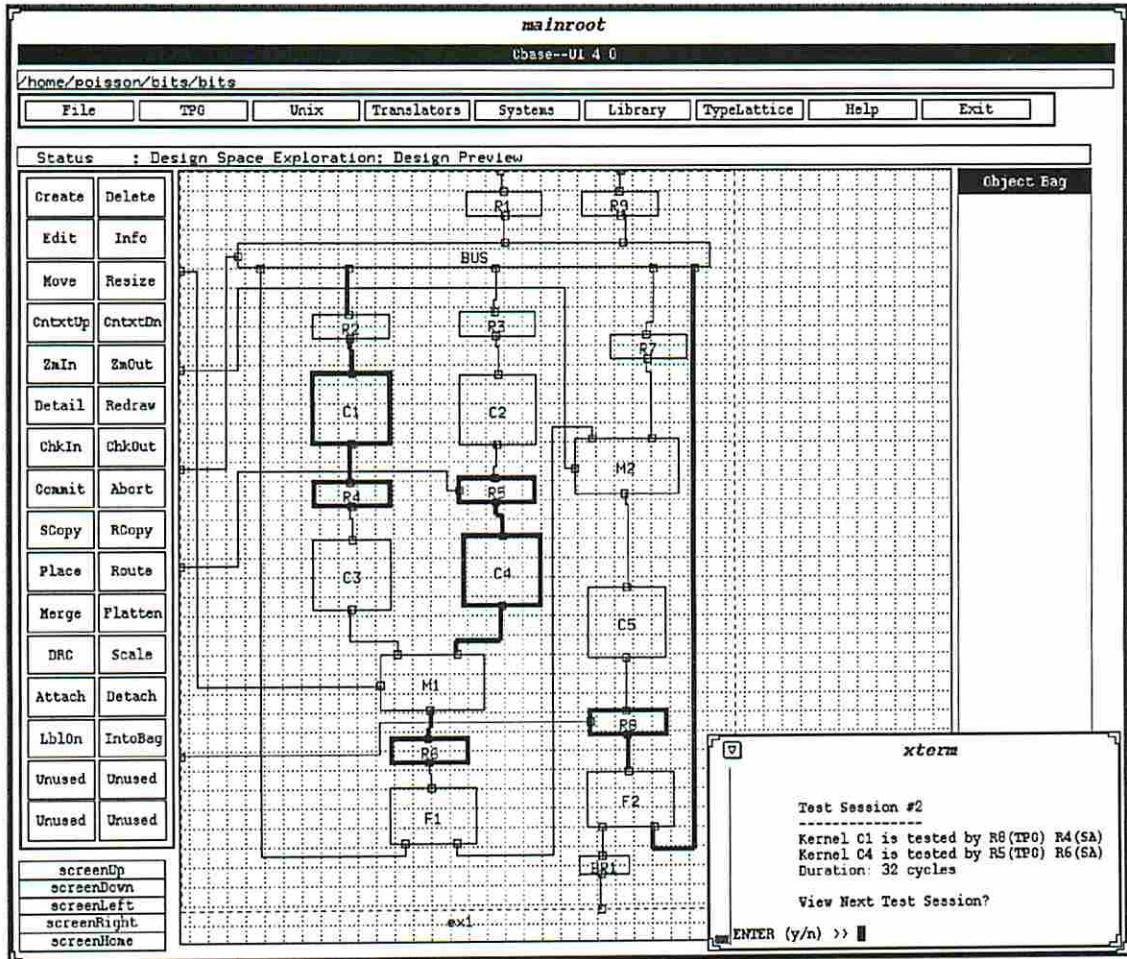 mainroot
Cbase--UI 4 0
/home/poisson/bits/bits
File TPG Unix Translators Systems Library TypeLattice Help Exit
Status : Design Space Exploration: Design Preview
Create Delete
Edit Info
Move Resize
CntxtUp CntxtDn
ZmIn ZmOut
Detail Redraw
ChkIn ChkOut
Commit Abort
SCopy RCopy
Place Route
Merge Flatten
DRC Scale
Attach Detach
LblOn IntoBag
Unused Unused
Unused Unused
screenUp
screenDown
screenLeft
screenRight
screenHome
Object Bag
R1 R9
BUS
R2 R3
R7
C1 C2
M2
R4 R5
C3 C4
C5
M1
R8
R6
F1 F2
BR1
ex1
xterm
Test Session #2
---------------
Kernel C1 is tested by R8(TPG) R4(SA)
Kernel C4 is tested by R5(TPG) R6(SA)
Duration: 32 cycles
View Next Test Session?
ENTER (y/n) >>